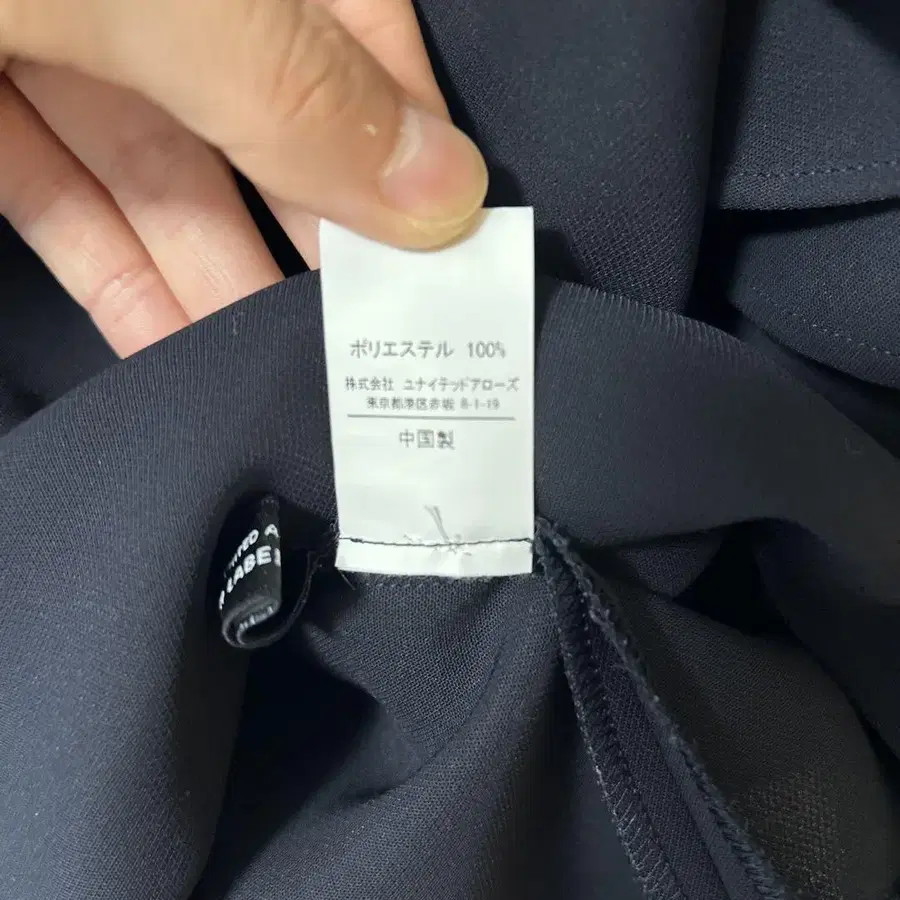 ポリエステル 100%
株式会社 ユナイテッドアローズ
東京都港区赤坂 8-1-19
中国製
LABE